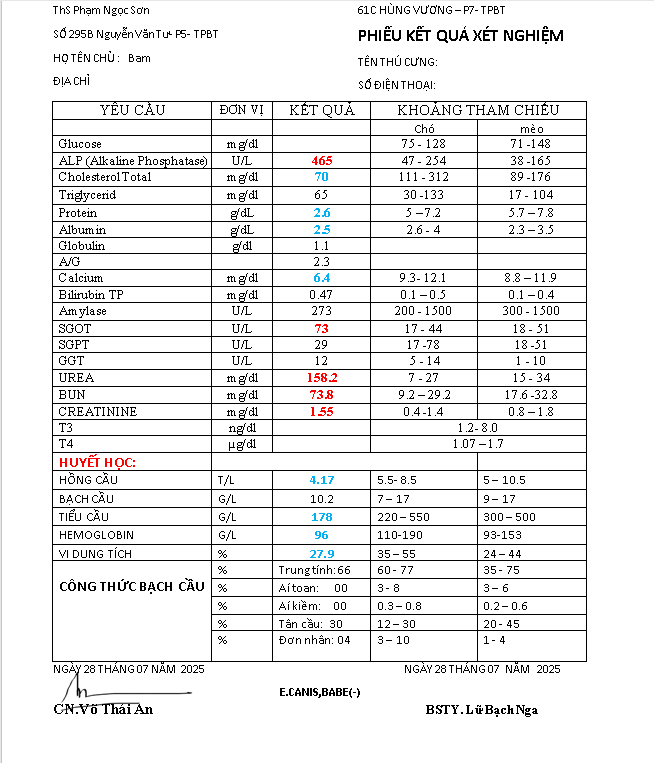 ThS Phạm Ngọc Sơn
61C HÙNG VƯƠNG – P7- TPBT
SỐ 295B Nguyễn Văn Tư- P5- TPBT
PHIẾU KẾT QUẢ XÉT NGHIỆM
HỌ TÊN CHỦ : Bam
TÊN THÚ CƯNG:
ĐỊA CHỈ
SỐ ĐIỆN THOẠI:
YÊU CẦU ĐƠN VỊ KẾT QUẢ KHOẢNG THAM CHIẾU
Chó mèo
Glucose mg/dl 75 - 128 71 -148
ALP (Alkaline Phosphatase) U/L 465 47 - 254 38 -165
Cholesterol Total mg/dl 70 111 - 312 89 -176
Triglycerid mg/dl 65 30 -133 17 - 104
Protein g/dL 2.6 5 –7.2 5.7 – 7.8
Albumin g/dL 2.5 2.6 - 4 2.3 – 3.5
Globulin g/dl 1.1
A/G 2.3
Calcium mg/dl 6.4 9.3- 12.1 8.8 – 11.9
Bilirubin TP mg/dl 0.47 0.1 – 0.5 0.1 – 0.4
Amylase U/L 273 200 - 1500 300 - 1500
SGOT U/L 73 17 - 44 18 - 51
SGPT U/L 29 17 -78 18 -51
GGT U/L 12 5 - 14 1 - 10
UREA mg/dl 158.2 7 - 27 15 - 34
BUN mg/dl 73.8 9.2 – 29.2 17.6 -32.8
CREATININE mg/dl 1.55 0.4 -1.4 0.8 – 1.8
T3 ng/dl 1.2- 8.0
T4 µg/dl 1.07 – 1.7
HUYẾT HỌC:
HỒNG CẦU T/L 4.17 5.5- 8.5 5 – 10.5
BẠCH CẦU G/L 10.2 7 – 17 9 – 17
TIỂU CẦU G/L 178 220 – 550 300 – 500
HEMOGLOBIN G/L 96 110-190 93-153
VI DUNG TÍCH % 27.9 35 – 55 24 – 44
CÔNG THỨC BẠCH CẦU % Trung tính: 66 60 - 77 35 - 75
% Aí toan: 00 3 - 8 3 – 6
% Aí kiềm: 00 0.3 – 0.8 0.2 – 0.6
% Tân cầu: 30 12 – 30 20 - 45
% Đơn nhân: 04 3 – 10 1 - 4
NGÀY 28 THÁNG 07 NĂM 2025
NGÀY 28 THÁNG 07 NĂM 2025
E.CANIS,BABE(-)
CN.Võ Thái An
BSTY. Lữ Bạch Nga